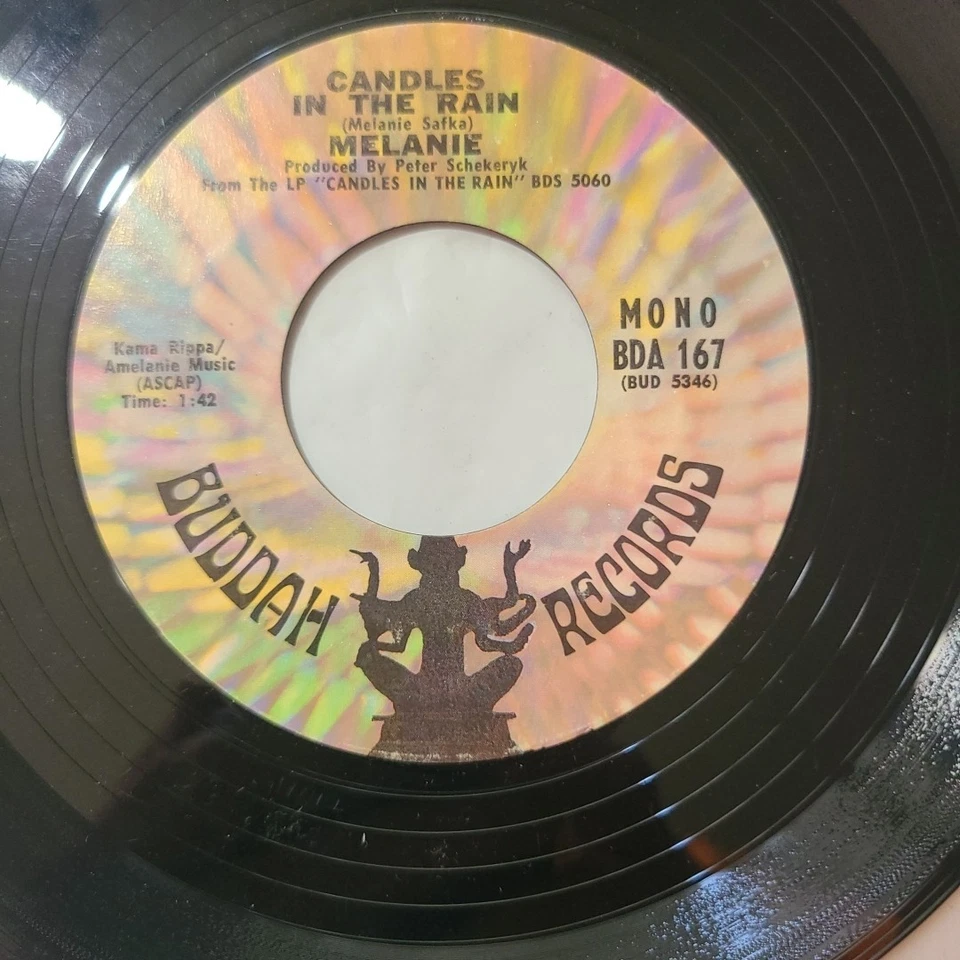 CANDLES
IN THE RAIN
(Melanie Safka)
MELANIE
Produced By Peter Schekeryk
From The LP "CANDLES IN THE RAIN" BDS 5060
MONO
BDA 167
(BUD 5346)
Kama Rippa/
Amelanie Music
(ASCAP)
Time: 1:42
BUDDAH RECORDS